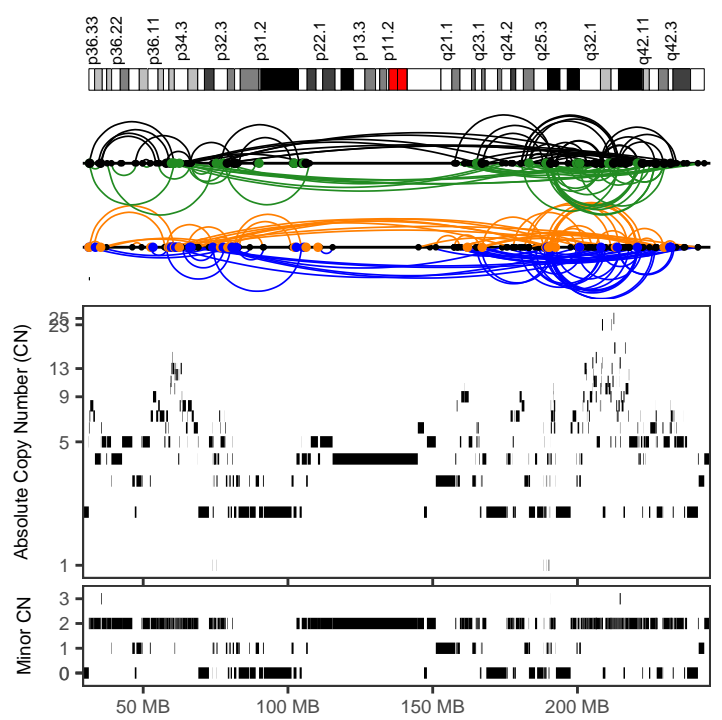 p36.33 p36.22 p36.11 p34.3 p32.3 p31.2 p22.1 p13.3 p11.2 q21.1 q23.1 q24.2 q25.3 q32.1 q42.11 q42.3
Absolute Copy Number (CN)
25
23
13
9
5
1
Minor CN
3
2
1
0
50 MB 100 MB 150 MB 200 MB